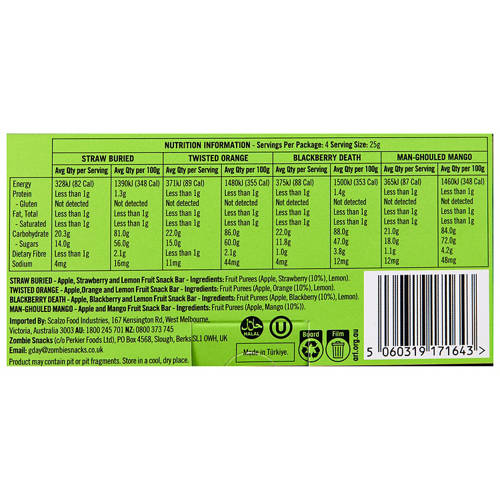 NUTRITION INFORMATION - Servings Per Package: 4 Serving Size: 25g
STRAW BURIED TWISTED ORANGE BLACKBERRY DEATH MAN-GHOULED MANGO
Avg Qty per Serving Avg Qty per 100g Avg Qty per Serving Avg Qty per 100g Avg Qty per Serving Avg Qty per 100g Avg Qty per Serving Avg Qty per 100g
Energy 328kJ (82 Cal) 1390kJ (348 Cal) 371kJ (89 Cal) 1480kJ (355 Cal) 375kJ (88 Cal) 1500kJ (353 Cal) 365kJ (87 Cal) 1460kJ (348 Cal)
Protein Less than 1g 1.3g Less than 1g Less than 1g Less than 1g 1.4g Less than 1g Less than 1g
- Gluten Not detected Not detected Not detected Not detected Not detected Not detected Not detected Not detected
Fat, Total Less than 1g Less than 1g Less than 1g Less than 1g Less than 1g Less than 1g Less than 1g Less than 1g
- Saturated Less than 1g Less than 1g Less than 1g Less than 1g Less than 1g Less than 1g Less than 1g Less than 1g
Carbohydrate 20.3g 81.0g 22.0g 86.0g 22.0g 88.0g 21.0g 84.0g
- Sugars 14.0g 56.0g 15.0g 60.0g 11.8g 47.0g 18.0g 72.0g
Dietary Fibre Less than 1g 2.1g Less than 1g 2.1g Less than 1g 3.8g 1.1g 4.2g
Sodium 4mg 16mg 11mg 44mg Less than 1g Less than 1g 12mg 48mg
STRAW BURIED - Apple, Strawberry and Lemon Fruit Snack Bar - Ingredients: Fruit Purees (Apple, Strawberry (10%), Lemon).
TWISTED ORANGE - Apple,Orange and Lemon Fruit Snack Bar - Ingredients: Fruit Purees (Apple, Orange (10%), Lemon).
BLACKBERRY DEATH - Apple, Blackberry and Lemon Fruit Snack Bar - Ingredients: Fruit Purees (Apple, Blackberry (10%), Lemon).
MAN-GHOULED MANGO - Apple and Mango Fruit Snack Bar - Ingredients: Fruit Purees (Apple, Mango (10%)).
Imported By: Scalzo Food Industries, 167 Kensington Rd, West Melbourne,
Victoria, Australia 3003 AU: 1800 245 701 NZ: 0800 373 745
Zombie Snacks (c/o Perkier Foods Ltd), PO Box 4568, Slough, Berks SL1 0WH, UK
Email: gday@zombiesnacks.co.uk
Product may contain pit or pit fragments. Store in a cool, dry place.
حلال
HALAL
U
Made in Türkiye.
Board
Film
arl.org.au
5 060319 171643 >